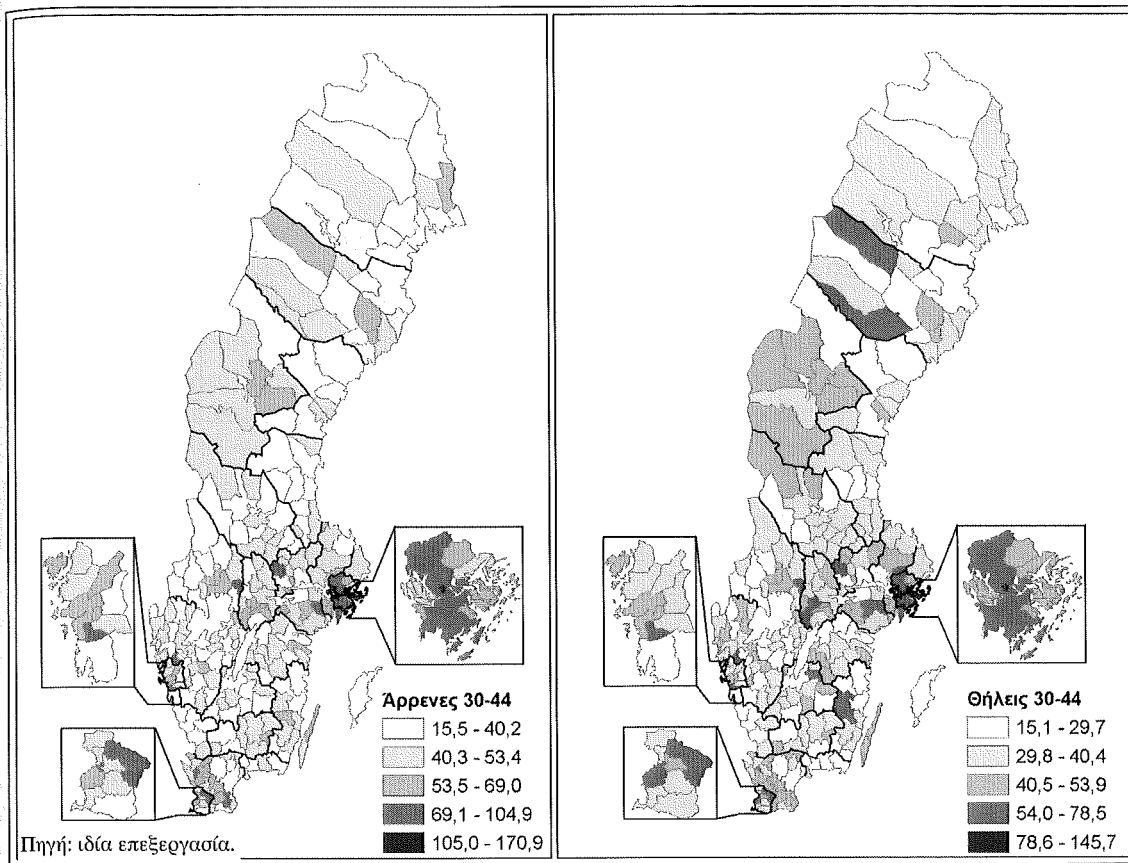 Άρρενες 30-44
15,5 - 40,2
40,3 - 53,4
53,5 - 69,0
69,1 - 104,9
105,0 - 170,9
Πηγή: ιδία επεξεργασία.
Θήλεις 30-44
15,1 - 29,7
29,8 - 40,4
40,5 - 53,9
54,0 - 78,5
78,6 - 145,7